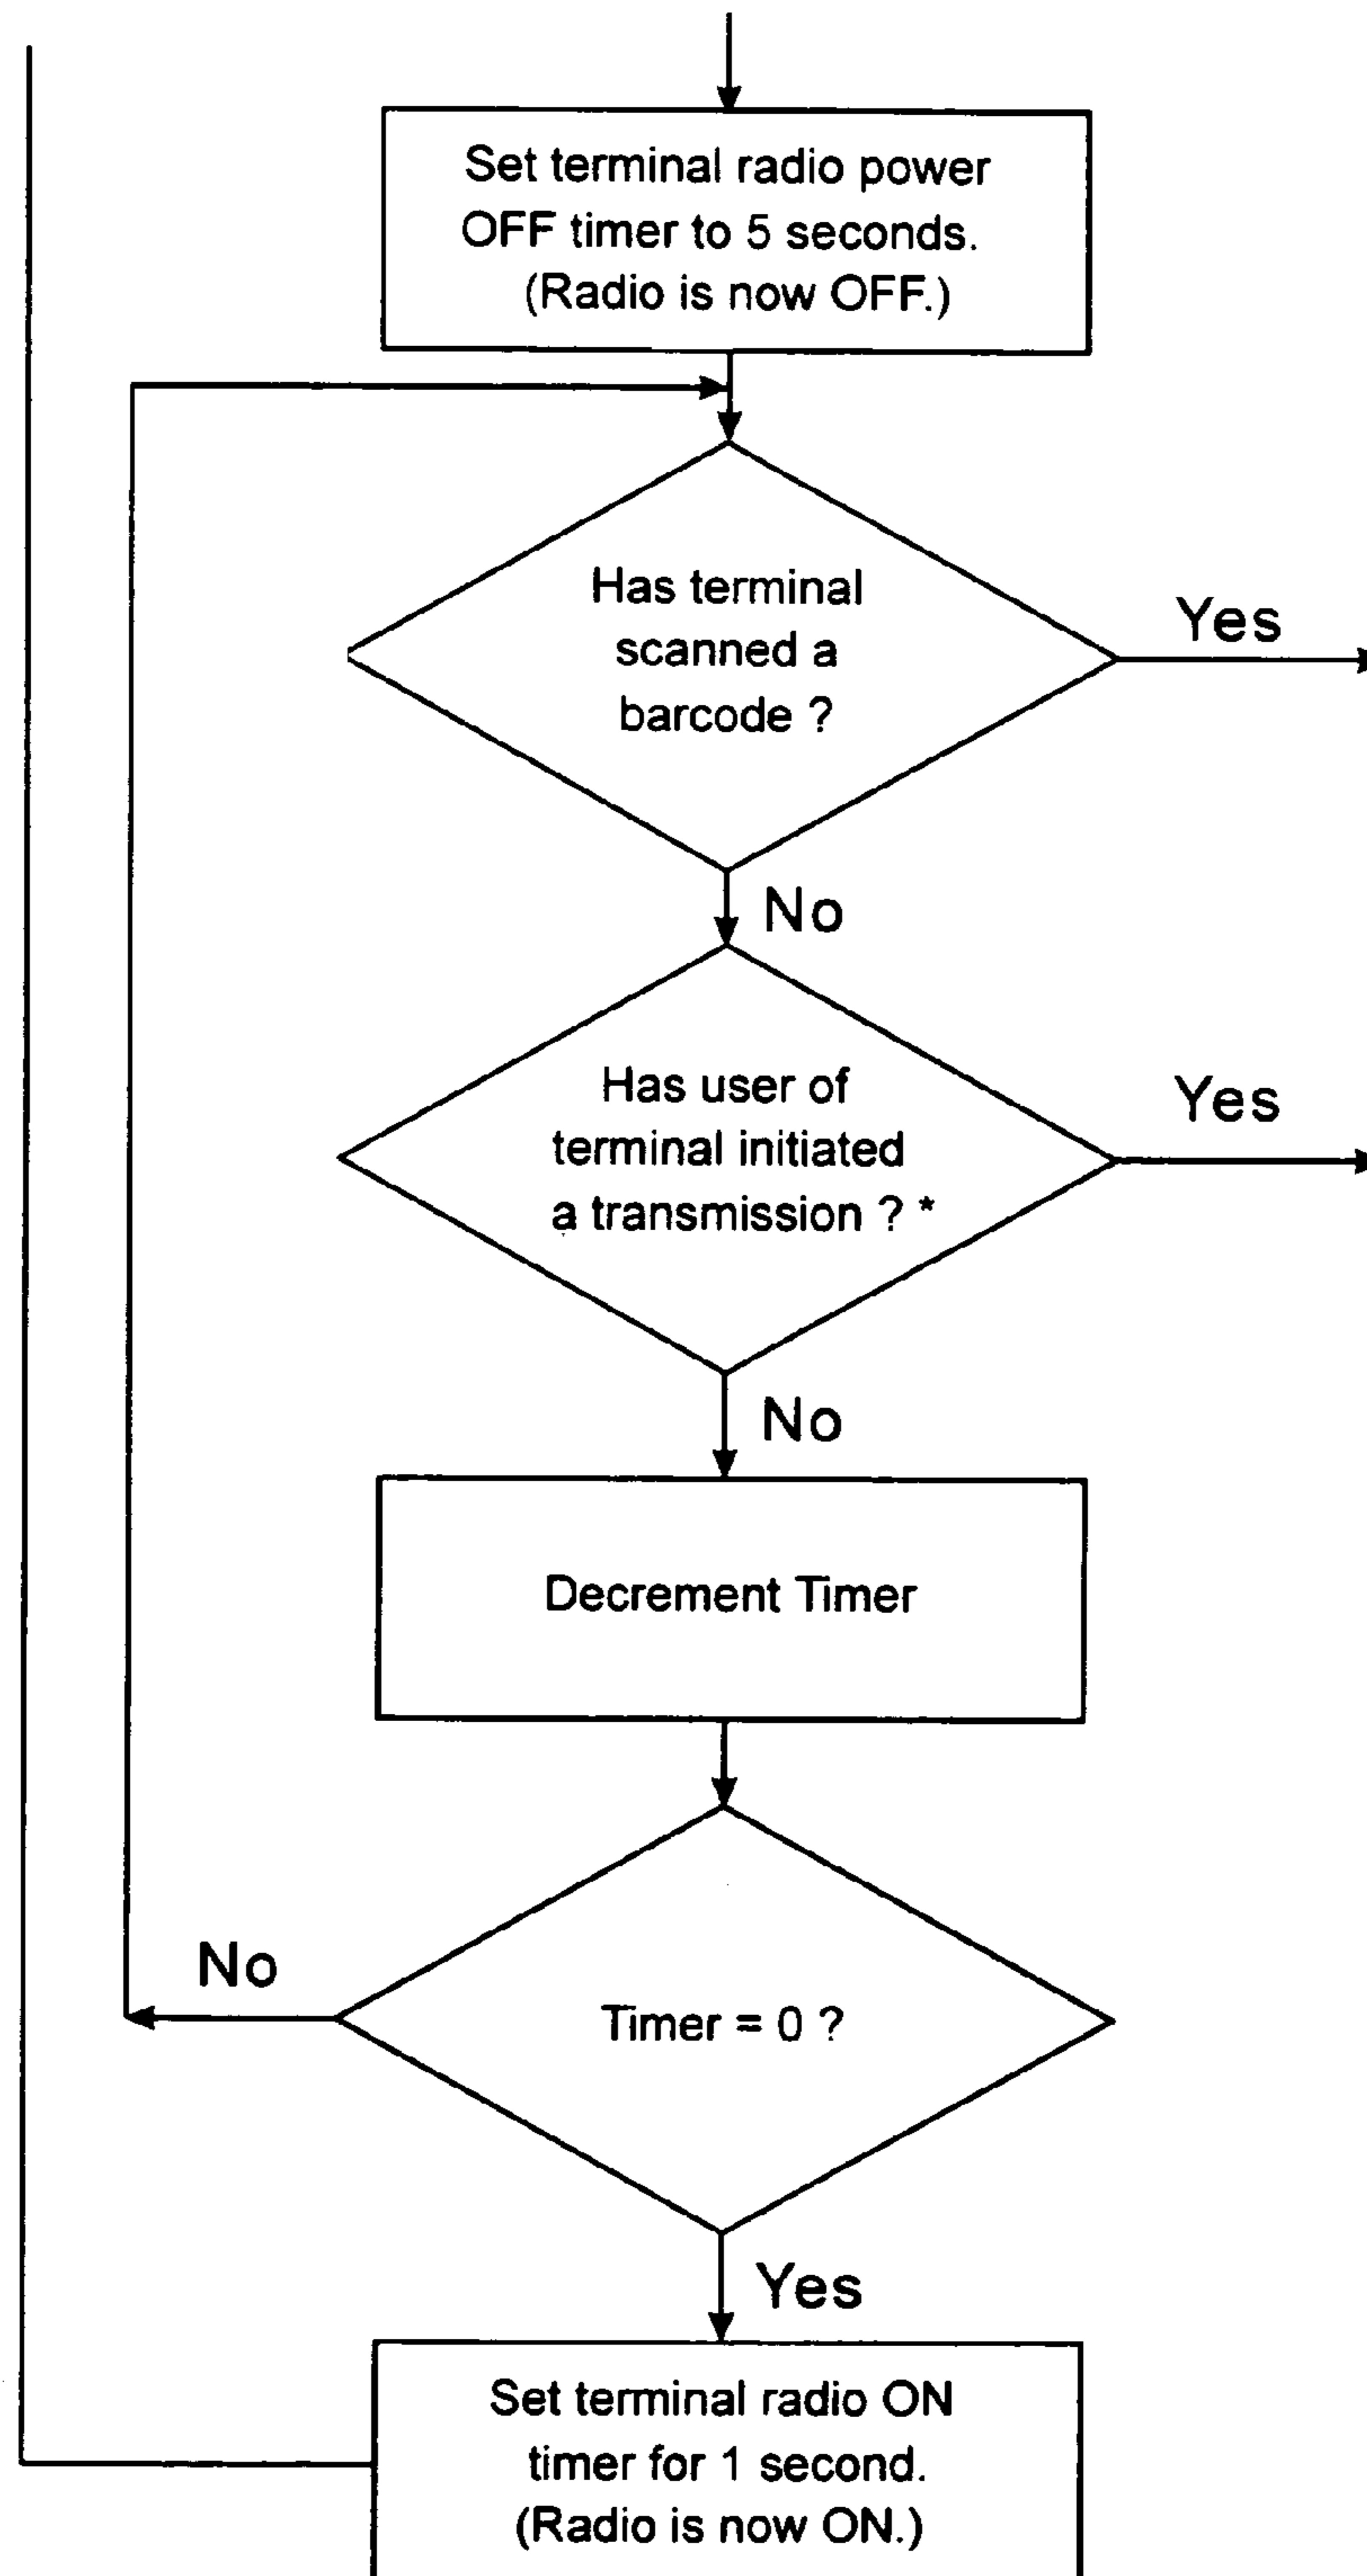 Set terminal radio power
OFF timer to 5 seconds.
(Radio is now OFF.)
Has terminal
scanned a
barcode ?
Yes
No
Has user of
terminal initiated
a transmission ? *
Yes
No
Decrement Timer
No
Timer = 0 ?
Yes
Set terminal radio ON
timer for 1 second.
(Radio is now ON.)